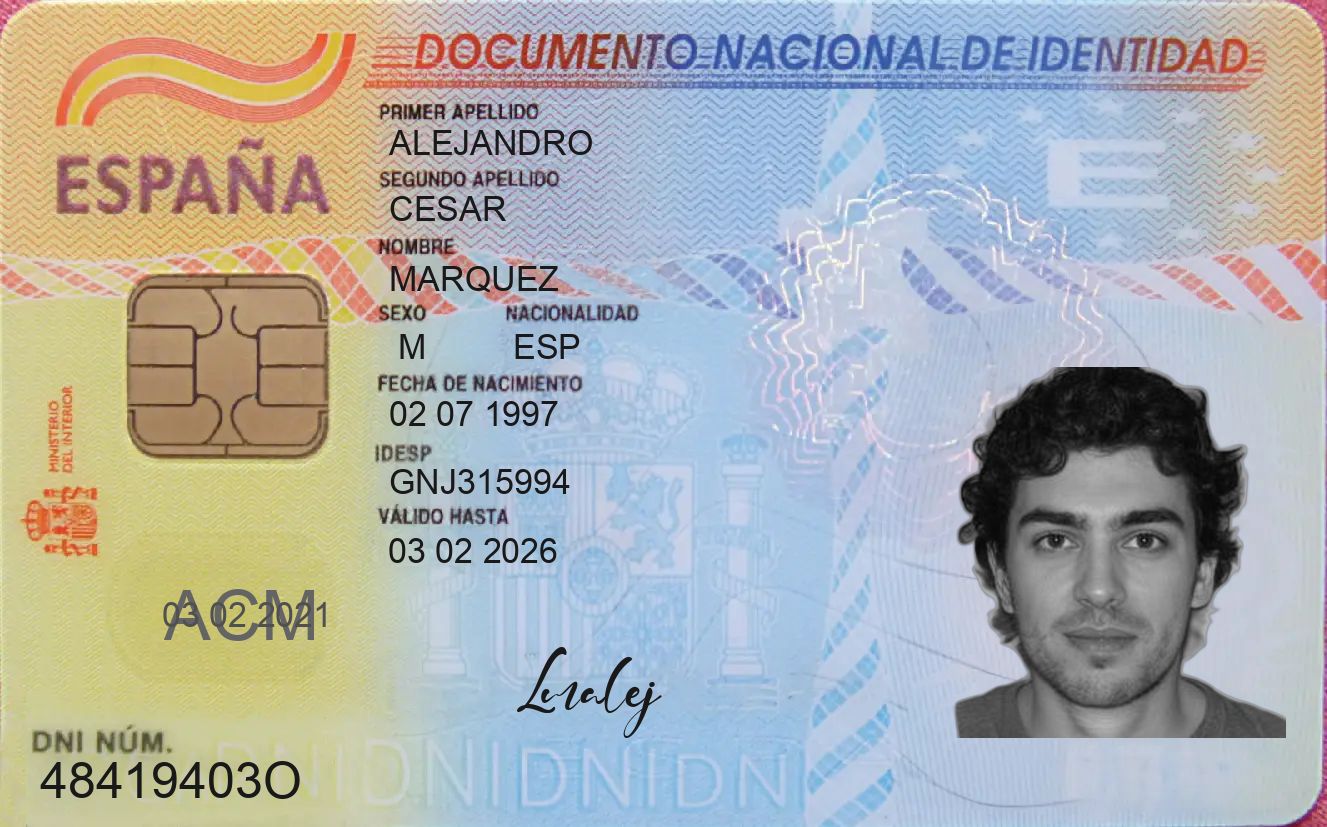 DOCUMENTO NACIONAL DE IDENTIDAD
ESPAÑA
PRIMER APELLIDO
ALEJANDRO
SEGUNDO APELLIDO
CESAR
NOMBRE
MARQUEZ
SEXO NACIONALIDAD
M ESP
FECHA DE NACIMIENTO
02 07 1997
IDESP
GNJ315994
VÁLIDO HASTA
03 02 2026
MINISTERIO
DEL INTERIOR
ACM
03 02 2021
E
DNI NÚM.
48419403O
DNIDNIDNIDNI